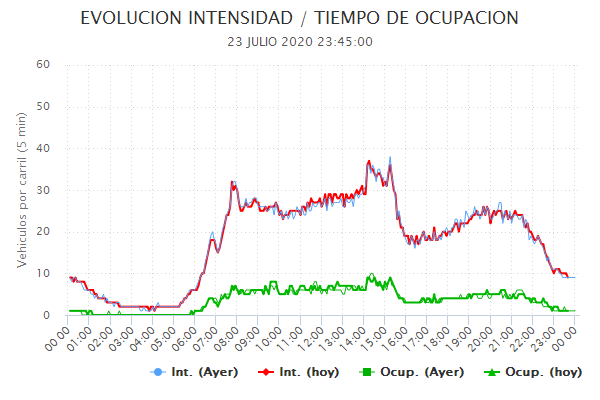 EVOLUCION INTENSIDAD / TIEMPO DE OCUPACION
23 JULIO 2020 23:45:00
Vehiculos por carril (5 min)
60
50
40
30
20
10
0
00:00 01:00 02:00 03:00 04:00 05:00 06:00 07:00 08:00 09:00 10:00 11:00 12:00 13:00 14:00 15:00 16:00 17:00 18:00 19:00 20:00 21:00 22:00 23:00 00:00
Int. (Ayer) Int. (hoy) Ocup. (Ayer) Ocup. (hoy)